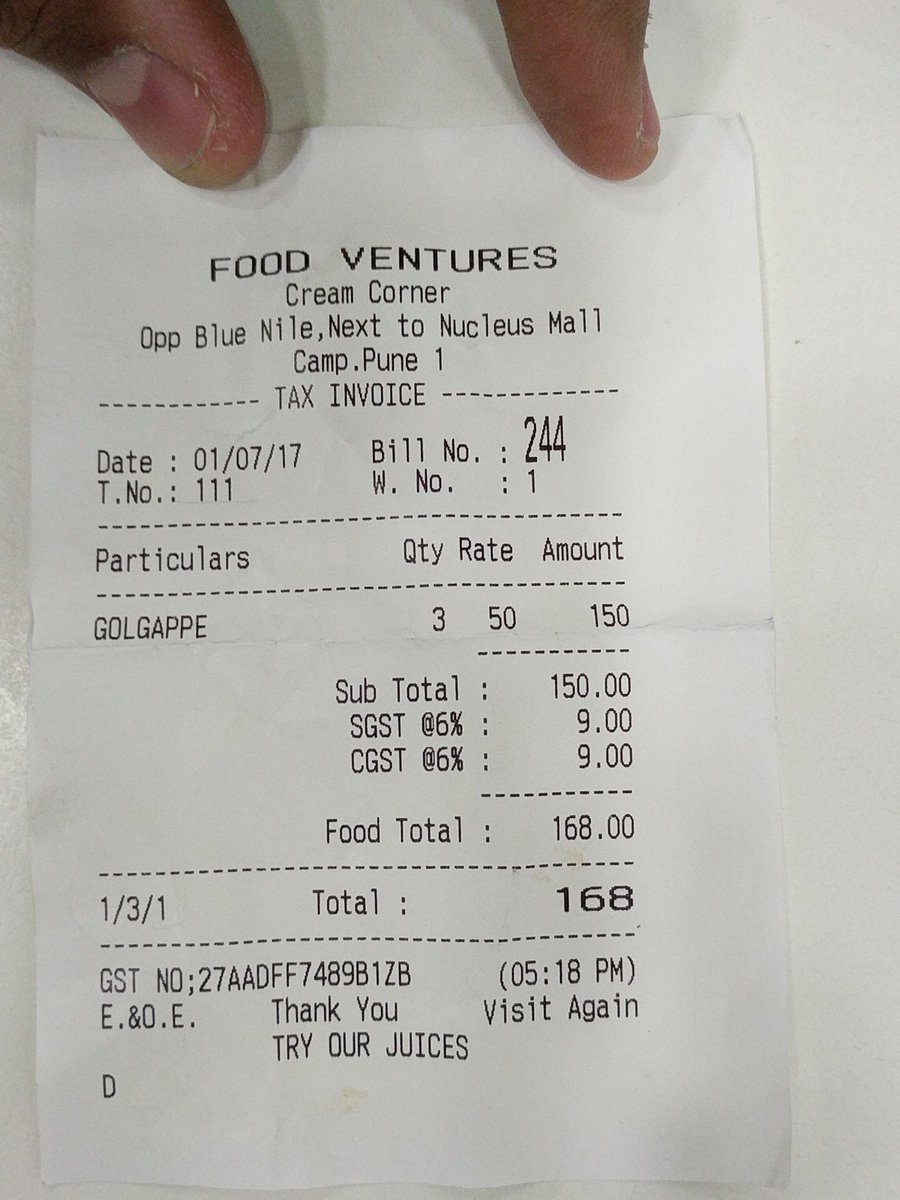 FOOD VENTURES
Cream Corner
Opp Blue Nile,Next to Nucleus Mall
Camp.Pune 1
------------ TAX INVOICE -------------
Date : 01/07/17 Bill No. : 244
T.No.: 111 W. No. : 1
--------------------------------------
Particulars Qty Rate Amount
--------------------------------------
GOLGAPPE 3 50 150
-----------
Sub Total : 150.00
SGST @6% : 9.00
CGST @6% : 9.00
-----------
Food Total : 168.00
--------------------------------------
1/3/1 Total : 168
--------------------------------------
GST NO;27AADFF7489B1ZB (05:18 PM)
E.&O.E. Thank You Visit Again
TRY OUR JUICES
D